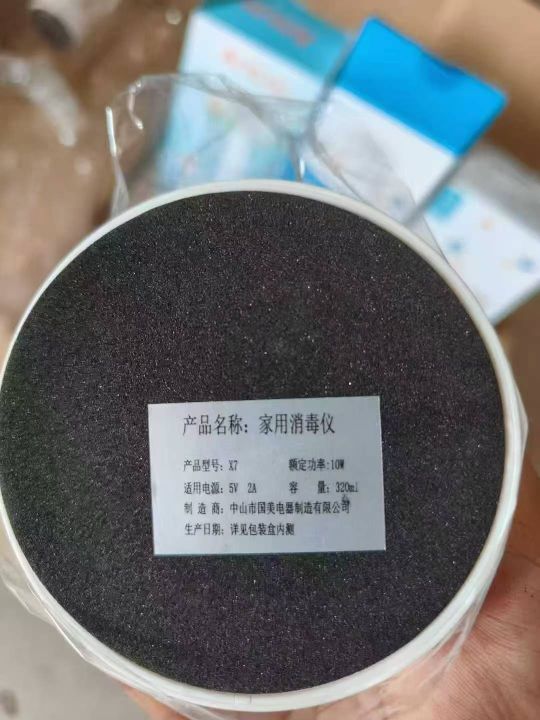 产品名称：家用消毒仪
产品型号：X7 额定功率:10W
适用电源：5V 2A 容 量：320ml
制 造 商：中山市国美电器制造有限公司
生产日期：详见包装盒内测